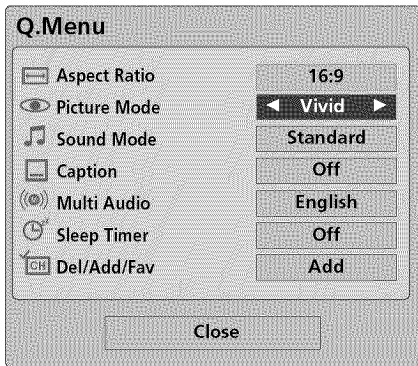 Q.Menu
Aspect Ratio 16:9
Picture Mode ◄ Vivid ►
Sound Mode Standard
Caption Off
Multi Audio English
Sleep Timer Off
CH Del/Add/Fav Add
Close